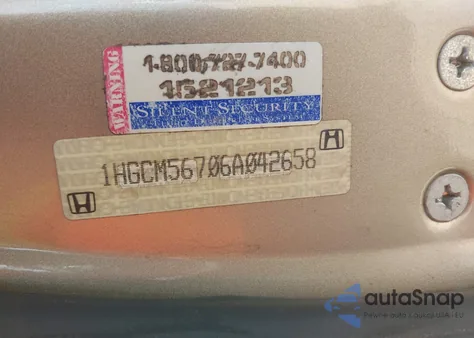 WARNING
1-800/727-7400
1521213
SILENT SECURITY
1HGCM56706A042658
autoSnap